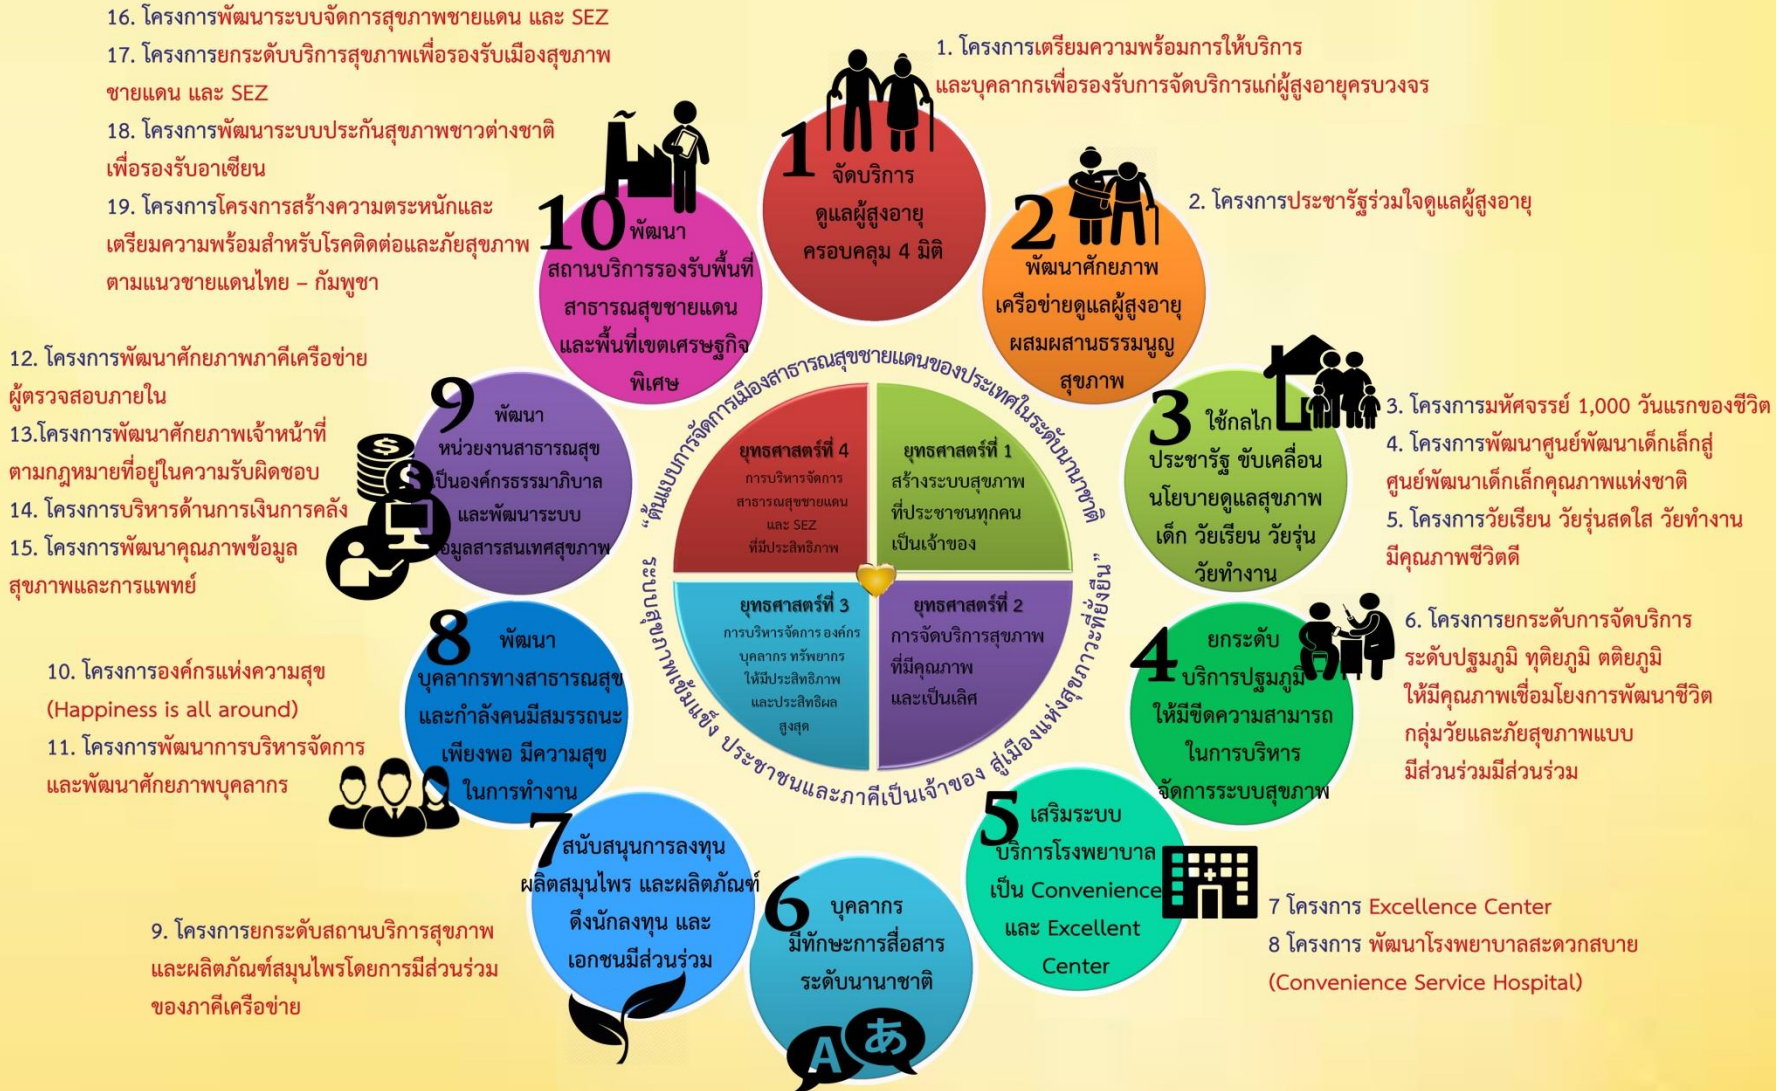 1. โครงการเตรียมความพร้อมการให้บริการ
และบุคลากรเพื่อรองรับการจัดบริการแก่ผู้สูงอายุครบวงจร
2. โครงการประชารัฐร่วมใจดูแลผู้สูงอายุ
3. โครงการมหัศจรรย์ 1,000 วันแรกของชีวิต
4. โครงการพัฒนาศูนย์พัฒนาเด็กเล็กสู่
ศูนย์พัฒนาเด็กเล็กคุณภาพแห่งชาติ
5. โครงการวัยเรียน วัยรุ่นสดใส วัยทำงาน
มีคุณภาพชีวิตดี
6. โครงการยกระดับการจัดบริการ
ระดับปฐมภูมิ ทุติยภูมิ ตติยภูมิ
ให้มีคุณภาพเชื่อมโยงการพัฒนาชีวิต
กลุ่มวัยและภัยสุขภาพแบบ
มีส่วนร่วมมีส่วนร่วม
7 โครงการ Excellence Center
8 โครงการ พัฒนาโรงพยาบาลสะดวกสบาย
(Convenience Service Hospital)
9. โครงการยกระดับสถานบริการสุขภาพ
และผลิตภัณฑ์สมุนไพรโดยการมีส่วนร่วม
ของภาคีเครือข่าย
10. โครงการองค์กรแห่งความสุข
(Happiness is all around)
11. โครงการพัฒนาการบริหารจัดการ
และพัฒนาศักยภาพบุคลากร
12. โครงการพัฒนาศักยภาพภาคีเครือข่าย
ผู้ตรวจสอบภายใน
13.โครงการพัฒนาศักยภาพเจ้าหน้าที่
ตามกฎหมายที่อยู่ในความรับผิดชอบ
14. โครงการบริหารด้านการเงินการคลัง
15. โครงการพัฒนาคุณภาพข้อมูล
สุขภาพและการแพทย์
16. โครงการพัฒนาระบบจัดการสุขภาพชายแดน และ SEZ
17. โครงการยกระดับบริการสุขภาพเพื่อรองรับเมืองสุขภาพ
ชายแดน และ SEZ
18. โครงการพัฒนาระบบประกันสุขภาพชาวต่างชาติ
เพื่อรองรับอาเซียน
19. โครงการโครงการสร้างความตระหนักและ
เตรียมความพร้อมสำหรับโรคติดต่อและภัยสุขภาพ
ตามแนวชายแดนไทย – กัมพูชา
1
จัดบริการ
ดูแลผู้สูงอายุ
ครอบคลุม 4 มิติ
2
พัฒนาศักยภาพ
เครือข่ายดูแลผู้สูงอายุ
ผสมผสานธรรมนูญ
สุขภาพ
3
ใช้กลไก
ประชารัฐ ขับเคลื่อน
นโยบายดูแลสุขภาพ
เด็ก วัยเรียน วัยรุ่น
วัยทำงาน
4
ยกระดับ
บริการปฐมภูมิ
ให้มีขีดความสามารถ
ในการบริหาร
จัดการระบบสุขภาพ
5
เสริมระบบ
บริการโรงพยาบาล
เป็น Convenience
และ Excellent
Center
6
บุคลากร
มีทักษะการสื่อสาร
ระดับนานาชาติ
A あ
7
สนับสนุนการลงทุน
ผลิตสมุนไพร และผลิตภัณฑ์
ดึงนักลงทุน และ
เอกชนมีส่วนร่วม
8
พัฒนา
บุคลากรทางสาธารณสุข
และกำลังคนมีสมรรถนะ
เพียงพอ มีความสุข
ในการทำงาน
9
พัฒนา
หน่วยงานสาธารณสุข
เป็นองค์กรธรรมาภิบาล
และพัฒนาระบบ
ข้อมูลสารสนเทศสุขภาพ
$
$
10
พัฒนา
สถานบริการรองรับพื้นที่
สาธารณสุขชายแดน
และพื้นที่เขตเศรษฐกิจ
พิเศษ
"ต้นแบบการจัดการเมืองสาธารณสุขชายแดนของประเทศในระดับนานาชาติ
ระบบสุขภาพเข้มแข็ง ประชาชนและภาคีเป็นเจ้าของ สู่เมืองแห่งสุขภาวะที่ยั่งยืน"
ยุทธศาสตร์ที่ 1
สร้างระบบสุขภาพ
ที่ประชาชนทุกคน
เป็นเจ้าของ
ยุทธศาสตร์ที่ 2
การจัดบริการสุขภาพ
ที่มีคุณภาพ
และเป็นเลิศ
ยุทธศาสตร์ที่ 3
การบริหารจัดการ องค์กร
บุคลากร ทรัพยากร
ให้มีประสิทธิภาพ
และประสิทธิผล
สูงสุด
ยุทธศาสตร์ที่ 4
การบริหารจัดการ
สาธารณสุขชายแดน
และ SEZ
ที่มีประสิทธิภาพ